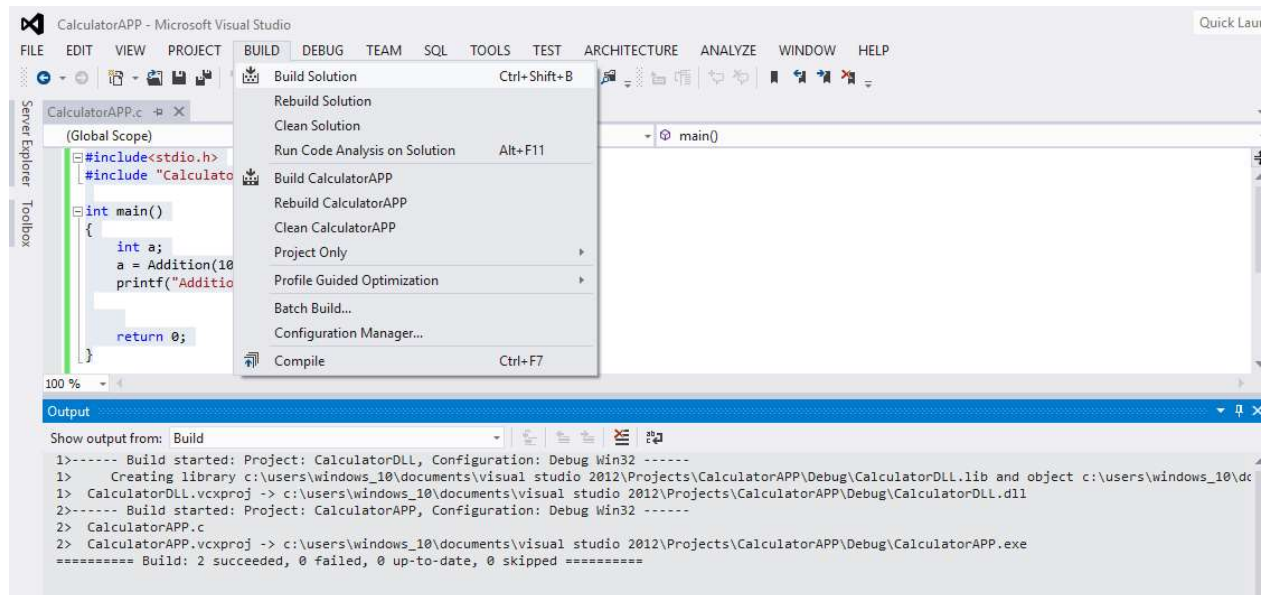 CalculatorAPP - Microsoft Visual Studio
Quick Lau
FILE EDIT VIEW PROJECT BUILD DEBUG TEAM SQL TOOLS TEST ARCHITECTURE ANALYZE WINDOW HELP
Build Solution Ctrl+Shift+B
Rebuild Solution
Clean Solution
Run Code Analysis on Solution Alt+F11
Build CalculatorAPP
Rebuild CalculatorAPP
Clean CalculatorAPP
Project Only
Profile Guided Optimization
Batch Build...
Configuration Manager...
Compile Ctrl+F7
Server Explorer
Toolbox
CalculatorAPP.c
(Global Scope)
main()
#include<stdio.h>
#include "Calculato
int main()
{
int a;
a = Addition(10
printf("Additio
return 0;
}
100 %
Output
Show output from: Build
1>------ Build started: Project: CalculatorDLL, Configuration: Debug Win32 ------
1> Creating library c:\users\windows_10\documents\visual studio 2012\Projects\CalculatorAPP\Debug\CalculatorDLL.lib and object c:\users\windows_10\dc
1> CalculatorDLL.vcxproj -> c:\users\windows_10\documents\visual studio 2012\Projects\CalculatorAPP\Debug\CalculatorDLL.dll
2>------ Build started: Project: CalculatorAPP, Configuration: Debug Win32 ------
2> CalculatorAPP.c
2> CalculatorAPP.vcxproj -> c:\users\windows_10\documents\visual studio 2012\Projects\CalculatorAPP\Debug\CalculatorAPP.exe
========== Build: 2 succeeded, 0 failed, 0 up-to-date, 0 skipped ==========